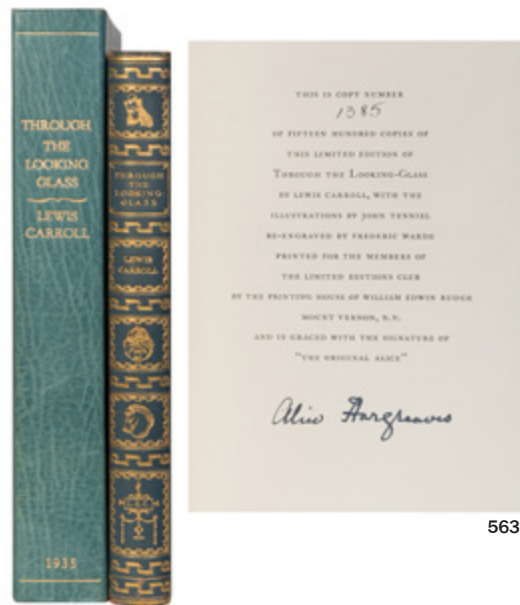 THROUGH
THE
LOOKING
GLASS
LEWIS
CARROLL
1935
THROUGH
THE
LOOKING-
GLASS
LEWIS
CARROLL
THIS IS COPY NUMBER
1385
OF FIFTEEN HUNDRED COPIES OF
THIS LIMITED EDITION OF
THROUGH THE LOOKING-GLASS
BY LEWIS CARROLL, WITH THE
ILLUSTRATIONS BY JOHN TENNIEL
RE-ENGRAVED BY FREDERIC WARDE
PRINTED FOR THE MEMBERS OF
THE LIMITED EDITIONS CLUB
BY THE PRINTING HOUSE OF WILLIAM EDWIN RUDGE
MOUNT VERNON, N.Y.
AND IS GRACED WITH THE SIGNATURE OF
"THE ORIGINAL ALICE"
Alice Hargreaves
563